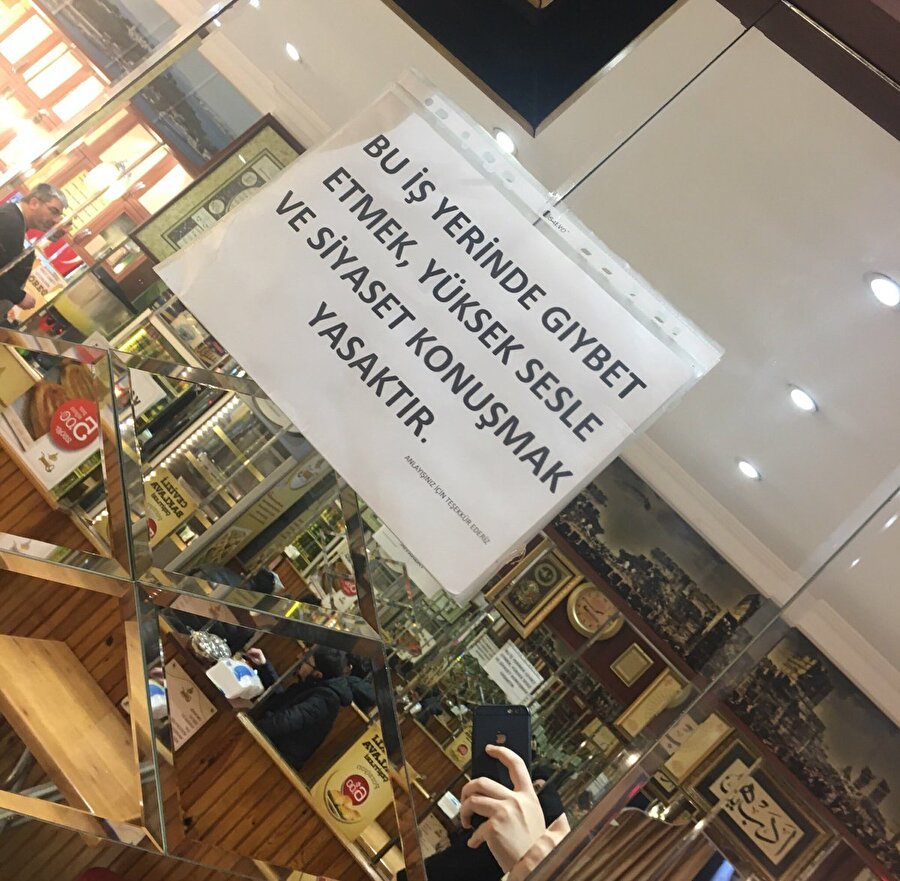 BU İŞ YERİNDE GIYBET
ETMEK, YÜKSEK SESLE
VE SİYASET KONUŞMAK
YASAKTIR.
ANLAYIŞINIZ İÇİN TEŞEKKÜR EDERİZ